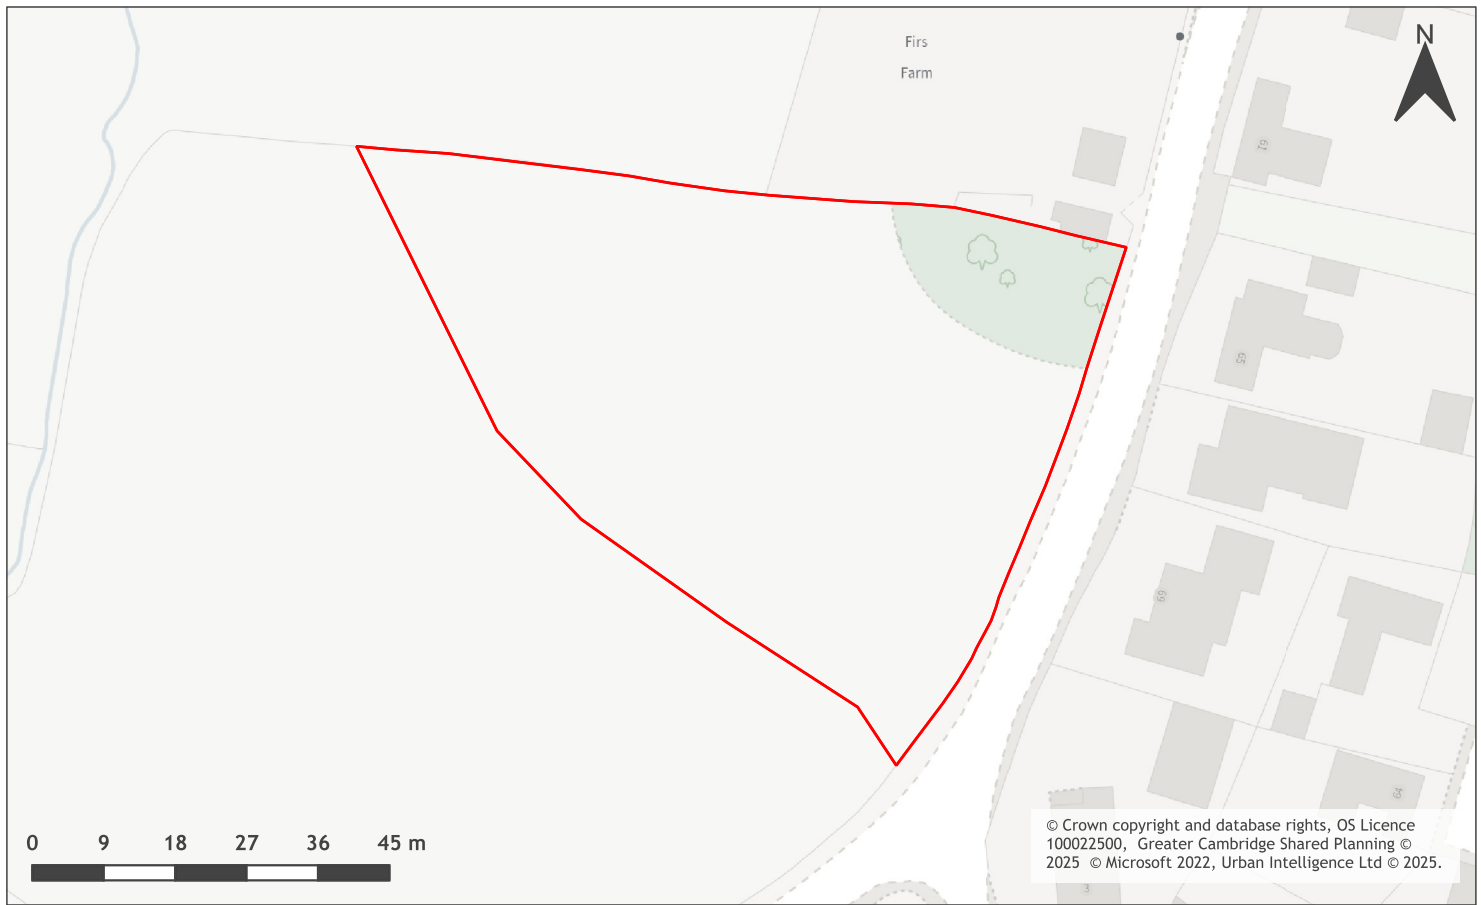 Firs
Farm
N
61
65
69
64
3
0 9 18 27 36 45 m
© Crown copyright and database rights, OS Licence
100022500, Greater Cambridge Shared Planning ©
2025 © Microsoft 2022, Urban Intelligence Ltd © 2025.